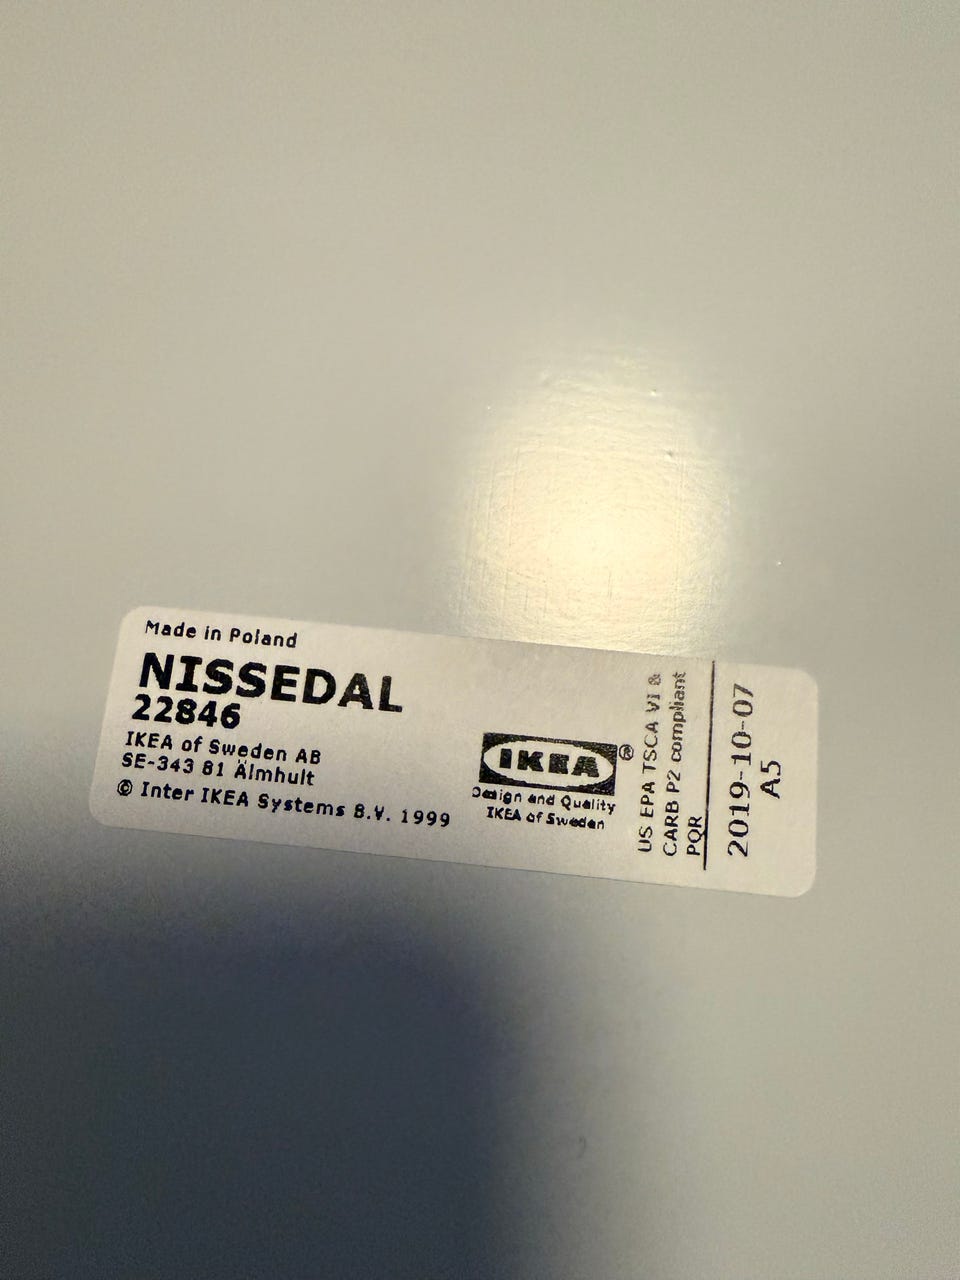 Made in Poland
NISSEDAL
22846
IKEA of Sweden AB
SE-343 81 Älmhult
© Inter IKEA Systems B.V. 1999
IKEA®
Design and Quality
IKEA of Sweden
US EPA TSCA VI &
CARB P2 compliant
PQR
2019-10-07
A5